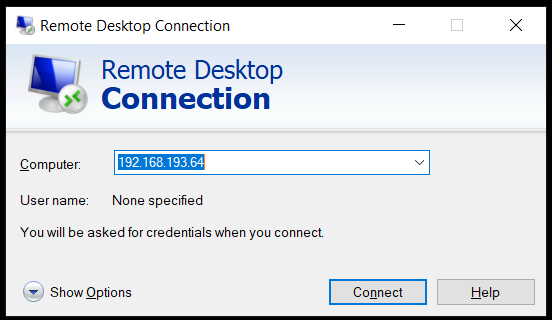 Remote Desktop Connection
Remote Desktop
Connection
Computer: 192.168.193.64
User name: None specified
You will be asked for credentials when you connect.
Show Options Connect Help